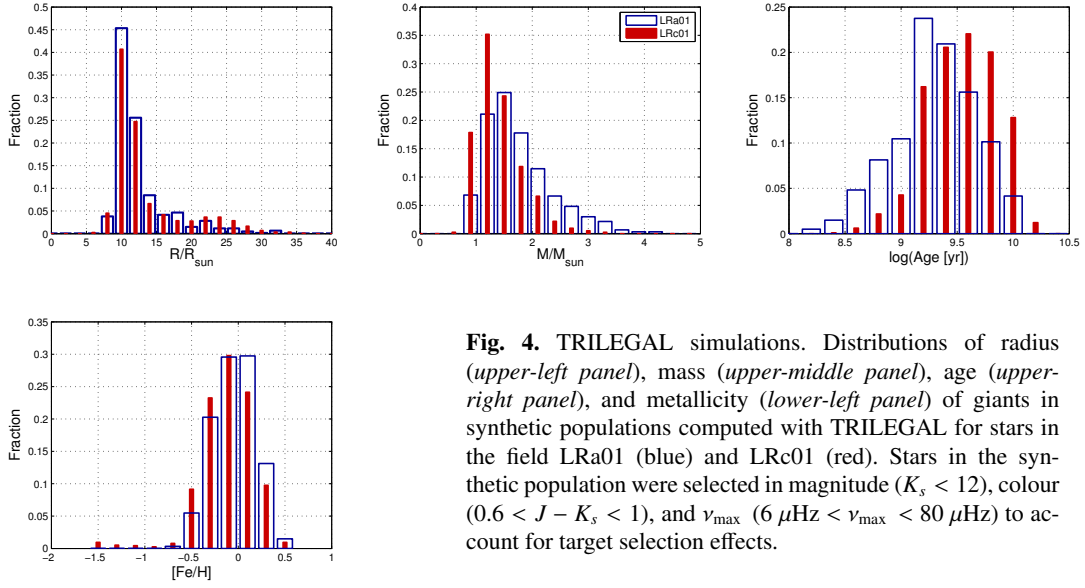 0.5
0.45
0.4
0.35
0.3
0.25
0.2
0.15
0.1
0.05
0
Fraction
0 5 10 15 20 25 30 35 40
R/R_sun
0.5
0.45
0.4
0.35
0.3
0.25
0.2
0.15
0.1
0.05
0
Fraction
LRa01
LRc01
0 1 2 3 4 5
M/M_sun
0.25
0.2
0.15
0.1
0.05
0
Fraction
8 8.5 9 9.5 10 10.5
log(Age [yr])
0.35
0.3
0.25
0.2
0.15
0.1
0.05
0
Fraction
−2 −1.5 −1 −0.5 0 0.5 1
[Fe/H]
Fig. 4. TRILEGAL simulations. Distributions of radius
(upper-left panel), mass (upper-middle panel), age (upper-
right panel), and metallicity (lower-left panel) of giants in
synthetic populations computed with TRILEGAL for stars in
the field LRa01 (blue) and LRc01 (red). Stars in the syn-
thetic population were selected in magnitude (K_s < 12), colour
(0.6 < J − K_s < 1), and ν_max (6 μHz < ν_max < 80 μHz) to ac-
count for target selection effects.